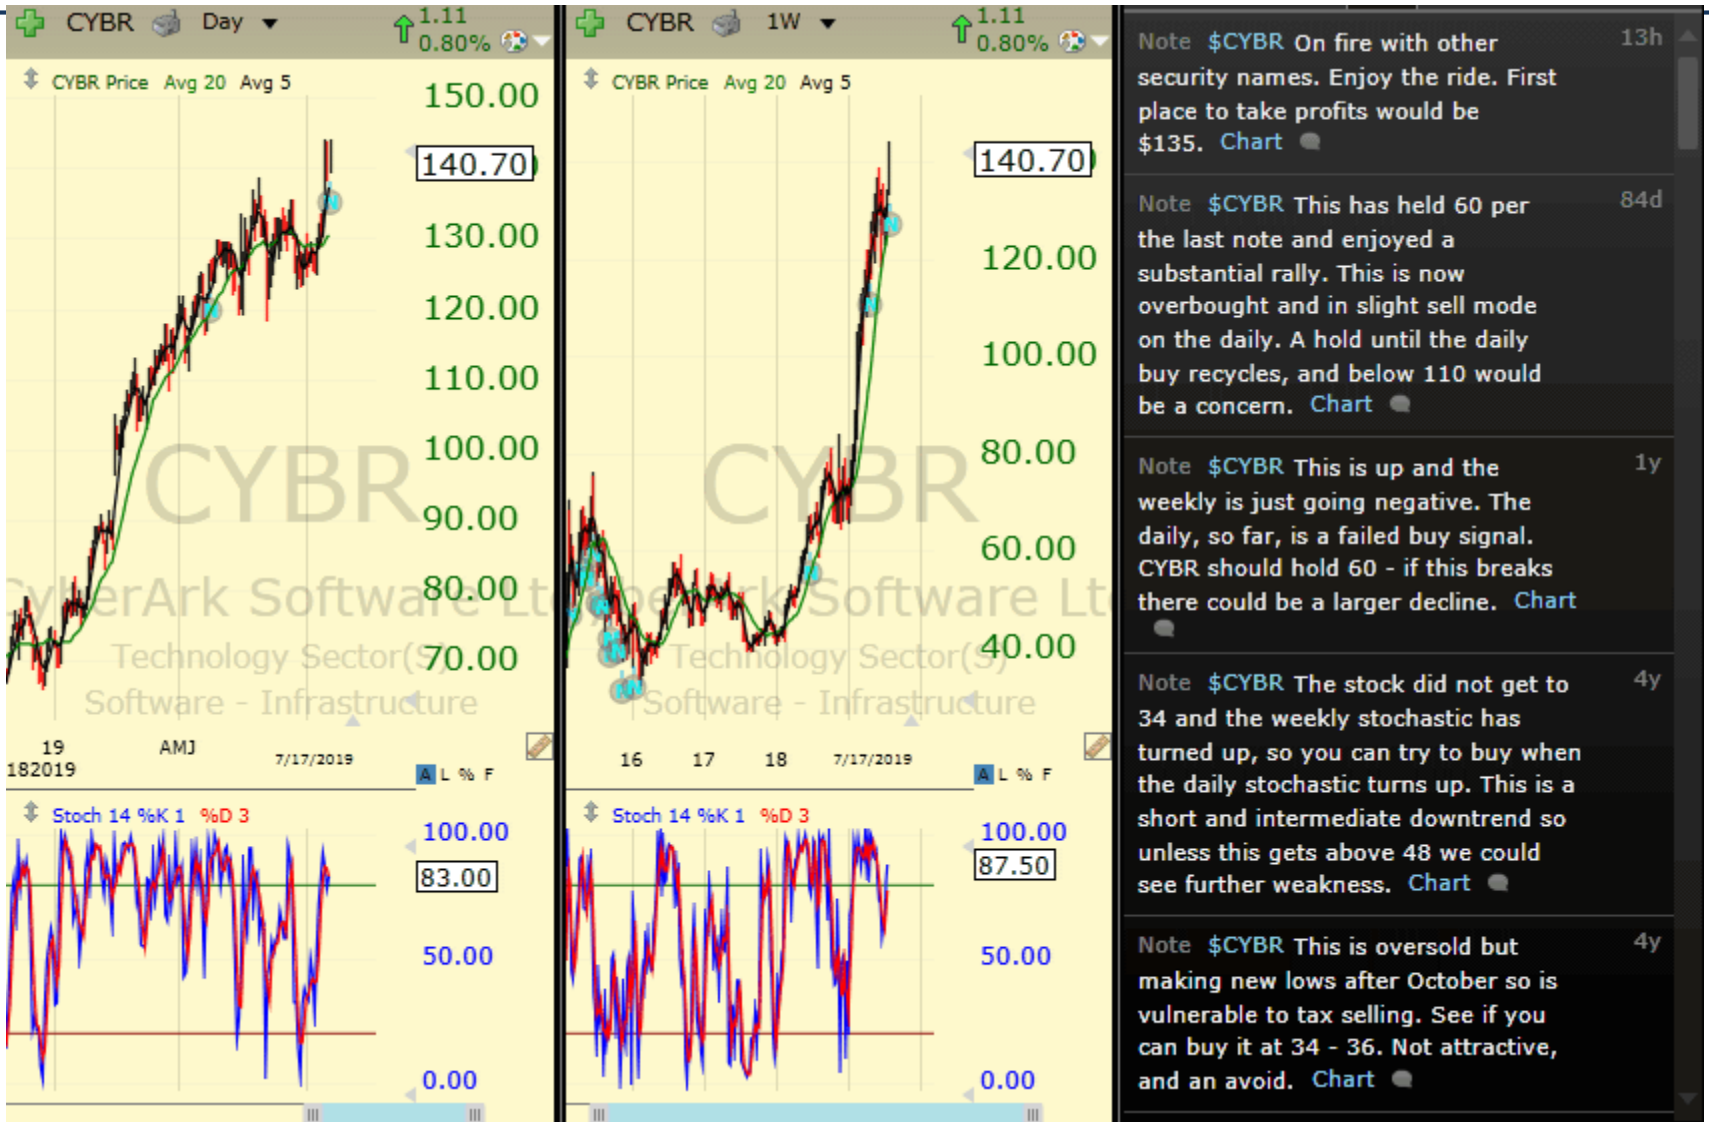 CYBR Day 1.11
0.80%
CYBR Price Avg 20 Avg 5
150.00
140.70
130.00
120.00
110.00
100.00
90.00
80.00
70.00
CYBR
CyberArk Software Ltd
Technology Sector(S)
Software - Infrastructure
19 AMJ 7/17/2019
182019
A L % F
Stoch 14 %K 1 %D 3
100.00
83.00
50.00
0.00
CYBR 1W 1.11
0.80%
CYBR Price Avg 20 Avg 5
140.70
120.00
100.00
80.00
60.00
40.00
CYBR
Software Ltd
Technology Sector(S)
Software - Infrastructure
16 17 18 7/17/2019
A L % F
Stoch 14 %K 1 %D 3
100.00
87.50
50.00
0.00
Note $CYBR On fire with other 13h
security names. Enjoy the ride. First
place to take profits would be
$135. Chart
Note $CYBR This has held 60 per 84d
the last note and enjoyed a
substantial rally. This is now
overbought and in slight sell mode
on the daily. A hold until the daily
buy recycles, and below 110 would
be a concern. Chart
Note $CYBR This is up and the 1y
weekly is just going negative. The
daily, so far, is a failed buy signal.
CYBR should hold 60 - if this breaks
there could be a larger decline. Chart
Note $CYBR The stock did not get to 4y
34 and the weekly stochastic has
turned up, so you can try to buy when
the daily stochastic turns up. This is a
short and intermediate downtrend so
unless this gets above 48 we could
see further weakness. Chart
Note $CYBR This is oversold but 4y
making new lows after October so is
vulnerable to tax selling. See if you
can buy it at 34 - 36. Not attractive,
and an avoid. Chart